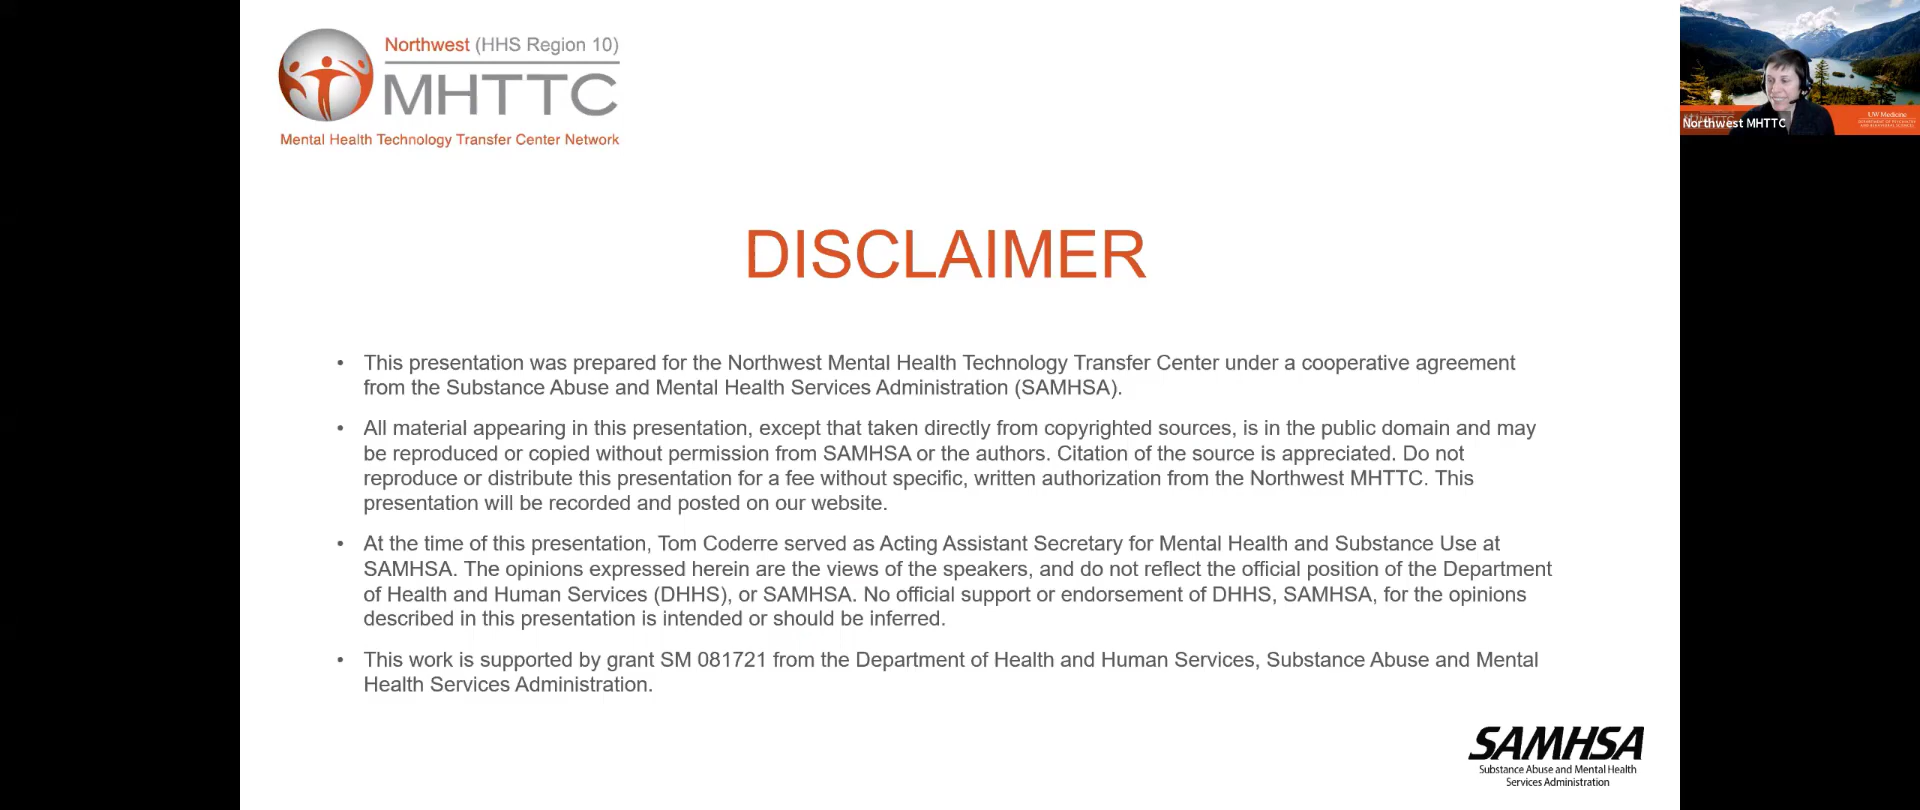 Northwest (HHS Region 10)
MHTTC
Mental Health Technology Transfer Center Network
DISCLAIMER
• This presentation was prepared for the Northwest Mental Health Technology Transfer Center under a cooperative agreement
from the Substance Abuse and Mental Health Services Administration (SAMHSA).
• All material appearing in this presentation, except that taken directly from copyrighted sources, is in the public domain and may
be reproduced or copied without permission from SAMHSA or the authors. Citation of the source is appreciated. Do not
reproduce or distribute this presentation for a fee without specific, written authorization from the Northwest MHTTC. This
presentation will be recorded and posted on our website.
• At the time of this presentation, Tom Coderre served as Acting Assistant Secretary for Mental Health and Substance Use at
SAMHSA. The opinions expressed herein are the views of the speakers, and do not reflect the official position of the Department
of Health and Human Services (DHHS), or SAMHSA. No official support or endorsement of DHHS, SAMHSA, for the opinions
described in this presentation is intended or should be inferred.
• This work is supported by grant SM 081721 from the Department of Health and Human Services, Substance Abuse and Mental
Health Services Administration.
SAMHSA
Substance Abuse and Mental Health
Services Administration
UW Medicine
Northwest MHTTC